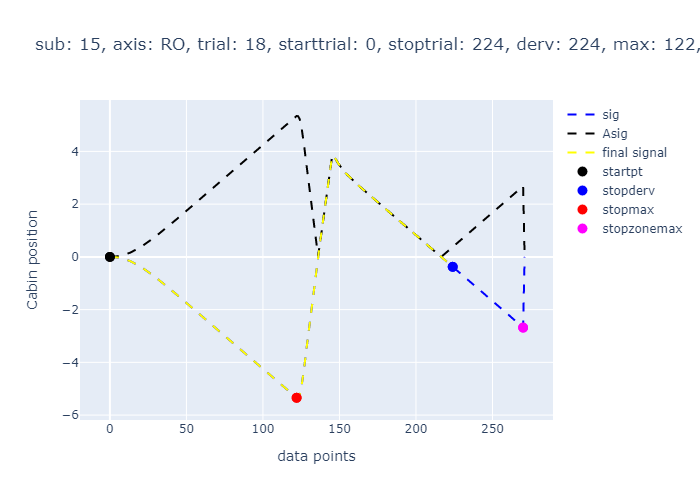 sub: 15, axis: RO, trial: 18, starttrial: 0, stoptrial: 224, derv: 224, max: 122,
sig
Asig
final signal
startpt
stopderv
stopmax
stopzonemax
Cabin position
4
2
0
−2
−4
−6
0 50 100 150 200 250
data points